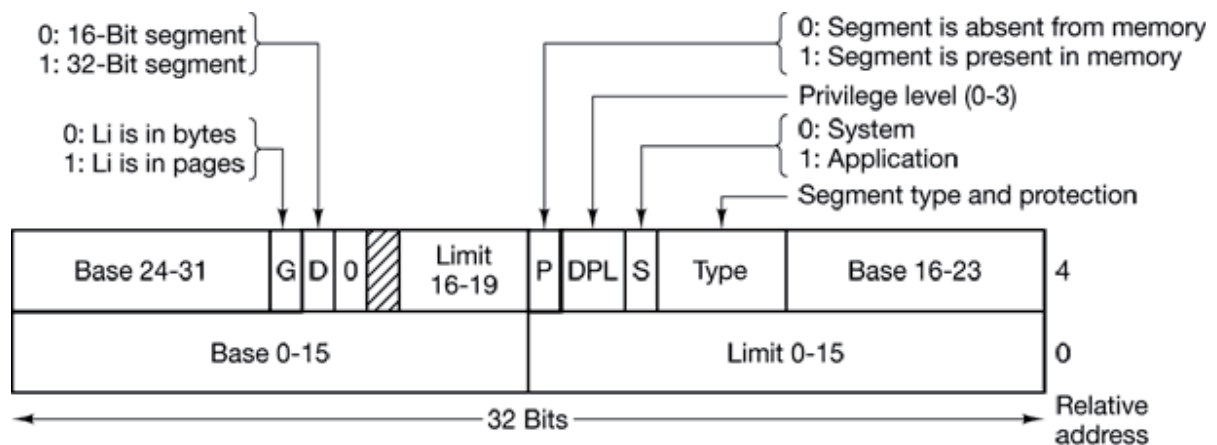 0: 16-Bit segment
1: 32-Bit segment
0: Li is in bytes
1: Li is in pages
0: Segment is absent from memory
1: Segment is present in memory
Privilege level (0-3)
0: System
1: Application
Segment type and protection
Base 24-31 G D 0 Limit 16-19 P DPL S Type Base 16-23 4
Base 0-15 Limit 0-15 0
32 Bits
Relative
address